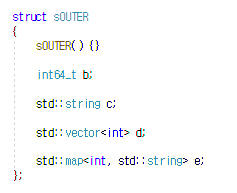 struct sOUTER
{
sOUTER() {}
int64_t b;
std::string c;
std::vector<int> d;
std::map<int, std::string> e;
};